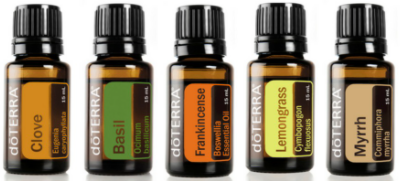 dōTERRA
Clove
Eugenia
caryophyllata
15 mL
dōTERRA
Basil
Ocimum
basilicum
15 mL
dōTERRA
Frankincense
Boswellia
Essential Oil
15 mL
dōTERRA
Lemongrass
Cymbopogon
flexuosus
15 mL
dōTERRA
Myrrh
Commiphora
myrrha
15 mL